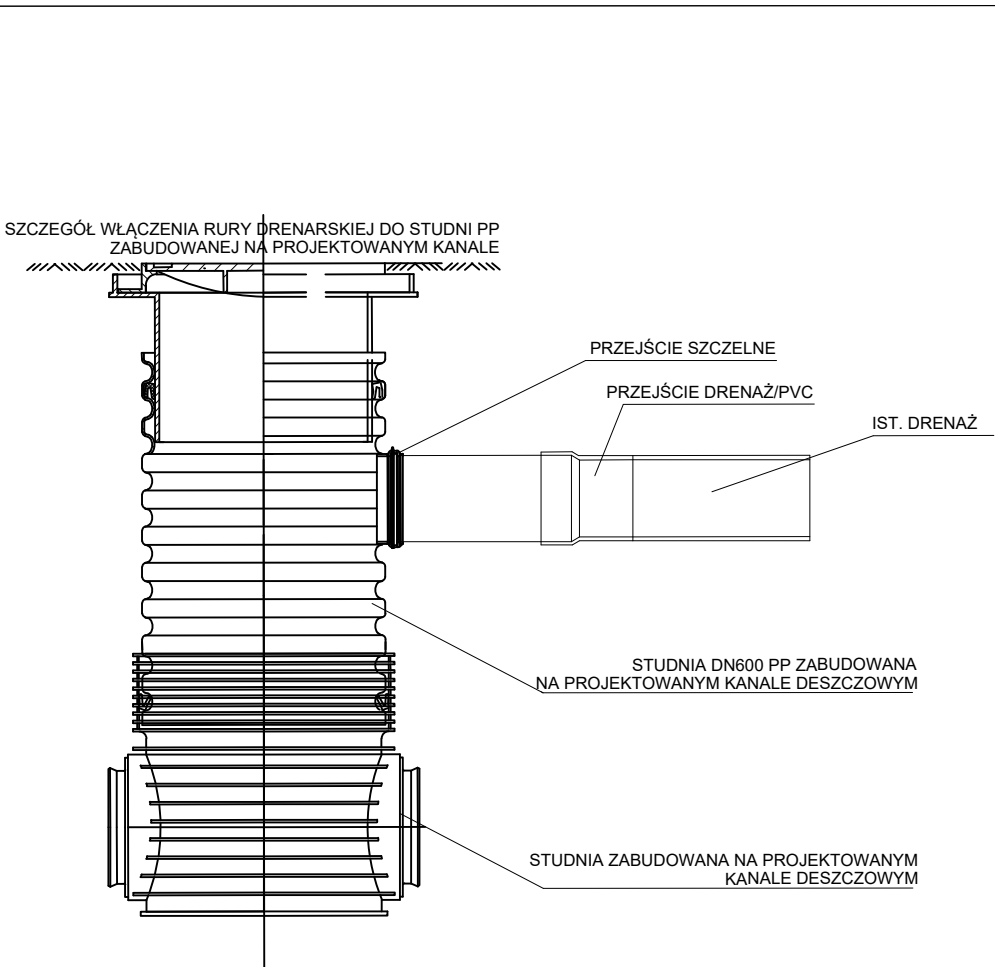 SZCZEGÓŁ WŁĄCZENIA RURY DRENARSKIEJ DO STUDNI PP
ZABUDOWANEJ NA PROJEKTOWANYM KANALE
PRZEJŚCIE SZCZELNE
PRZEJŚCIE DRENAŻ/PVC
IST. DRENAŻ
STUDNIA DN600 PP ZABUDOWANA
NA PROJEKTOWANYM KANALE DESZCZOWYM
STUDNIA ZABUDOWANA NA PROJEKTOWANYM
KANALE DESZCZOWYM